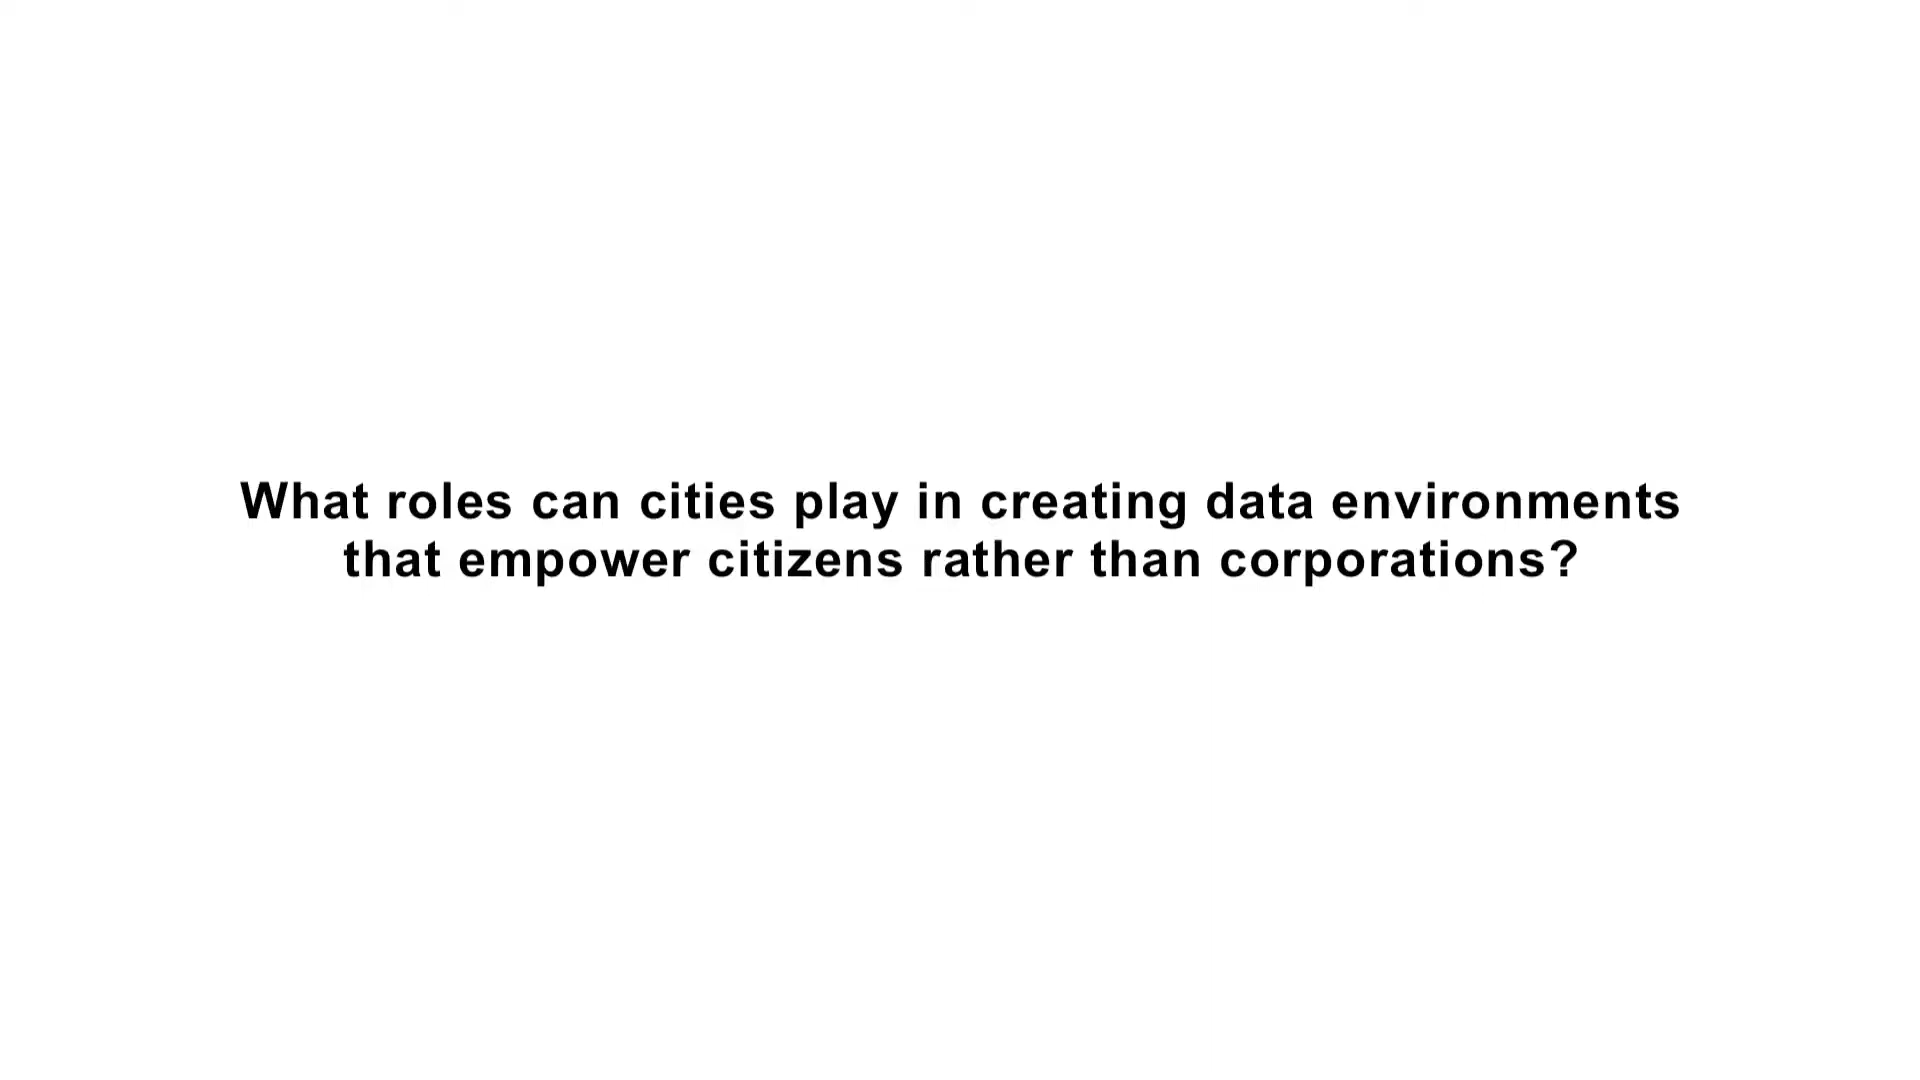 What roles can cities play in creating data environments
that empower citizens rather than corporations?